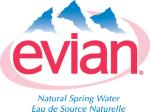 evian®
Natural Spring Water
Eau de Source Naturelle